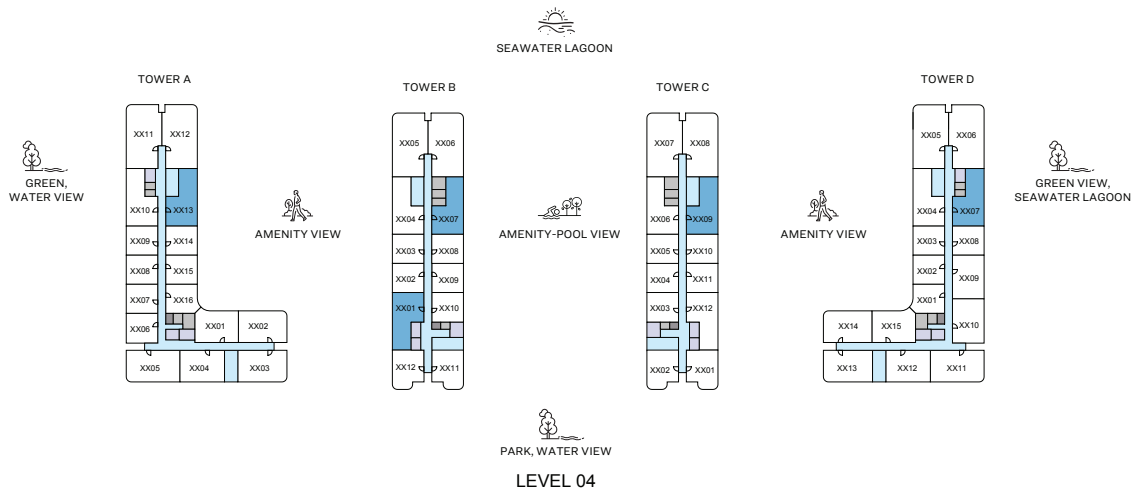 SEAWATER LAGOON
TOWER A
TOWER B
TOWER C
TOWER D
GREEN,
WATER VIEW
AMENITY VIEW
AMENITY-POOL VIEW
AMENITY VIEW
GREEN VIEW,
SEAWATER LAGOON
XX11
XX12
XX10
XX13
XX09
XX14
XX08
XX15
XX07
XX16
XX06
XX01
XX02
XX05
XX04
XX03
XX05
XX06
XX04
XX07
XX03
XX08
XX02
XX09
XX01
XX10
XX12
XX11
XX07
XX08
XX06
XX09
XX05
XX10
XX04
XX11
XX03
XX12
XX02
XX01
XX05
XX06
XX04
XX07
XX03
XX08
XX02
XX09
XX01
XX10
XX14
XX15
XX13
XX12
XX11
PARK, WATER VIEW
LEVEL 04